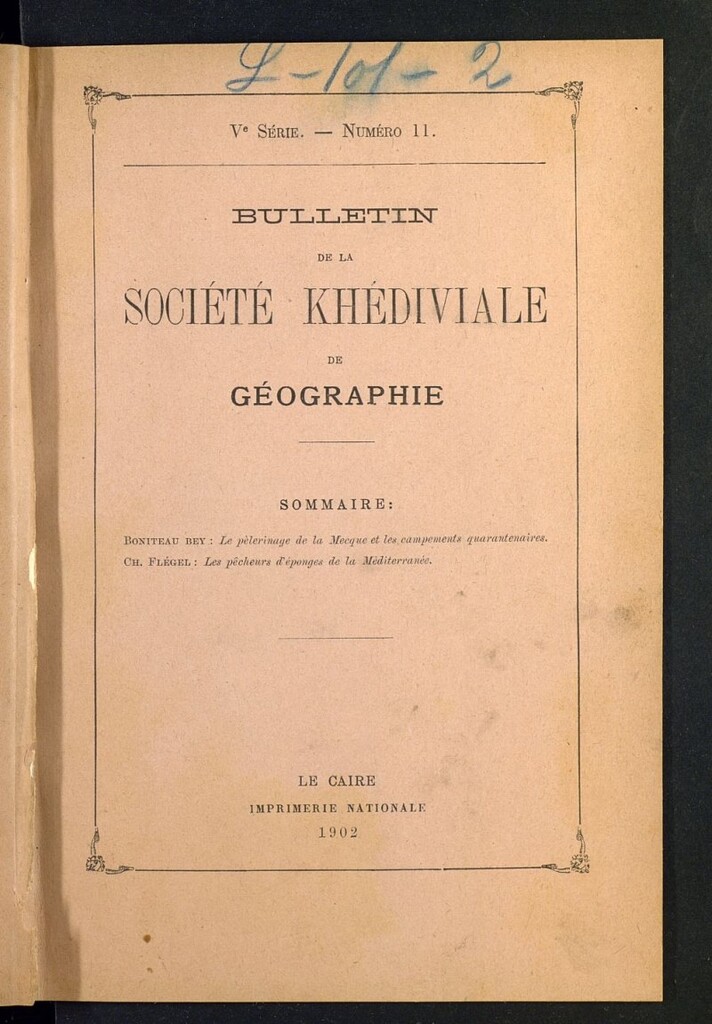 L-101-2
Vᵉ SÉRIE. — NUMÉRO 11.
BULLETIN
DE LA
SOCIÉTÉ KHÉDIVIALE
DE
GÉOGRAPHIE
SOMMAIRE:
BONITEAU BEY : Le pèlerinage de la Mecque et les campements quarantenaires.
CH. FLÉGEL : Les pêcheurs d'éponges de la Méditerranée.
LE CAIRE
IMPRIMERIE NATIONALE
1902